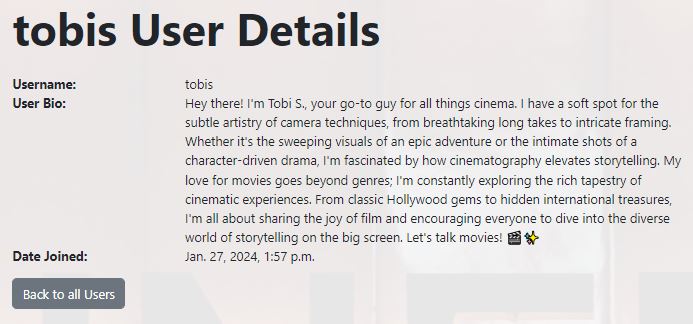 tobis User Details
Username: tobis
User Bio: Hey there! I'm Tobi S., your go-to guy for all things cinema. I have a soft spot for the
subtle artistry of camera techniques, from breathtaking long takes to intricate framing.
Whether it's the sweeping visuals of an epic adventure or the intimate shots of a
character-driven drama, I'm fascinated by how cinematography elevates storytelling. My
love for movies goes beyond genres; I'm constantly exploring the rich tapestry of
cinematic experiences. From classic Hollywood gems to hidden international treasures,
I'm all about sharing the joy of film and encouraging everyone to dive into the diverse
world of storytelling on the big screen. Let's talk movies! 🎬✨
Date Joined: Jan. 27, 2024, 1:57 p.m.
Back to all Users